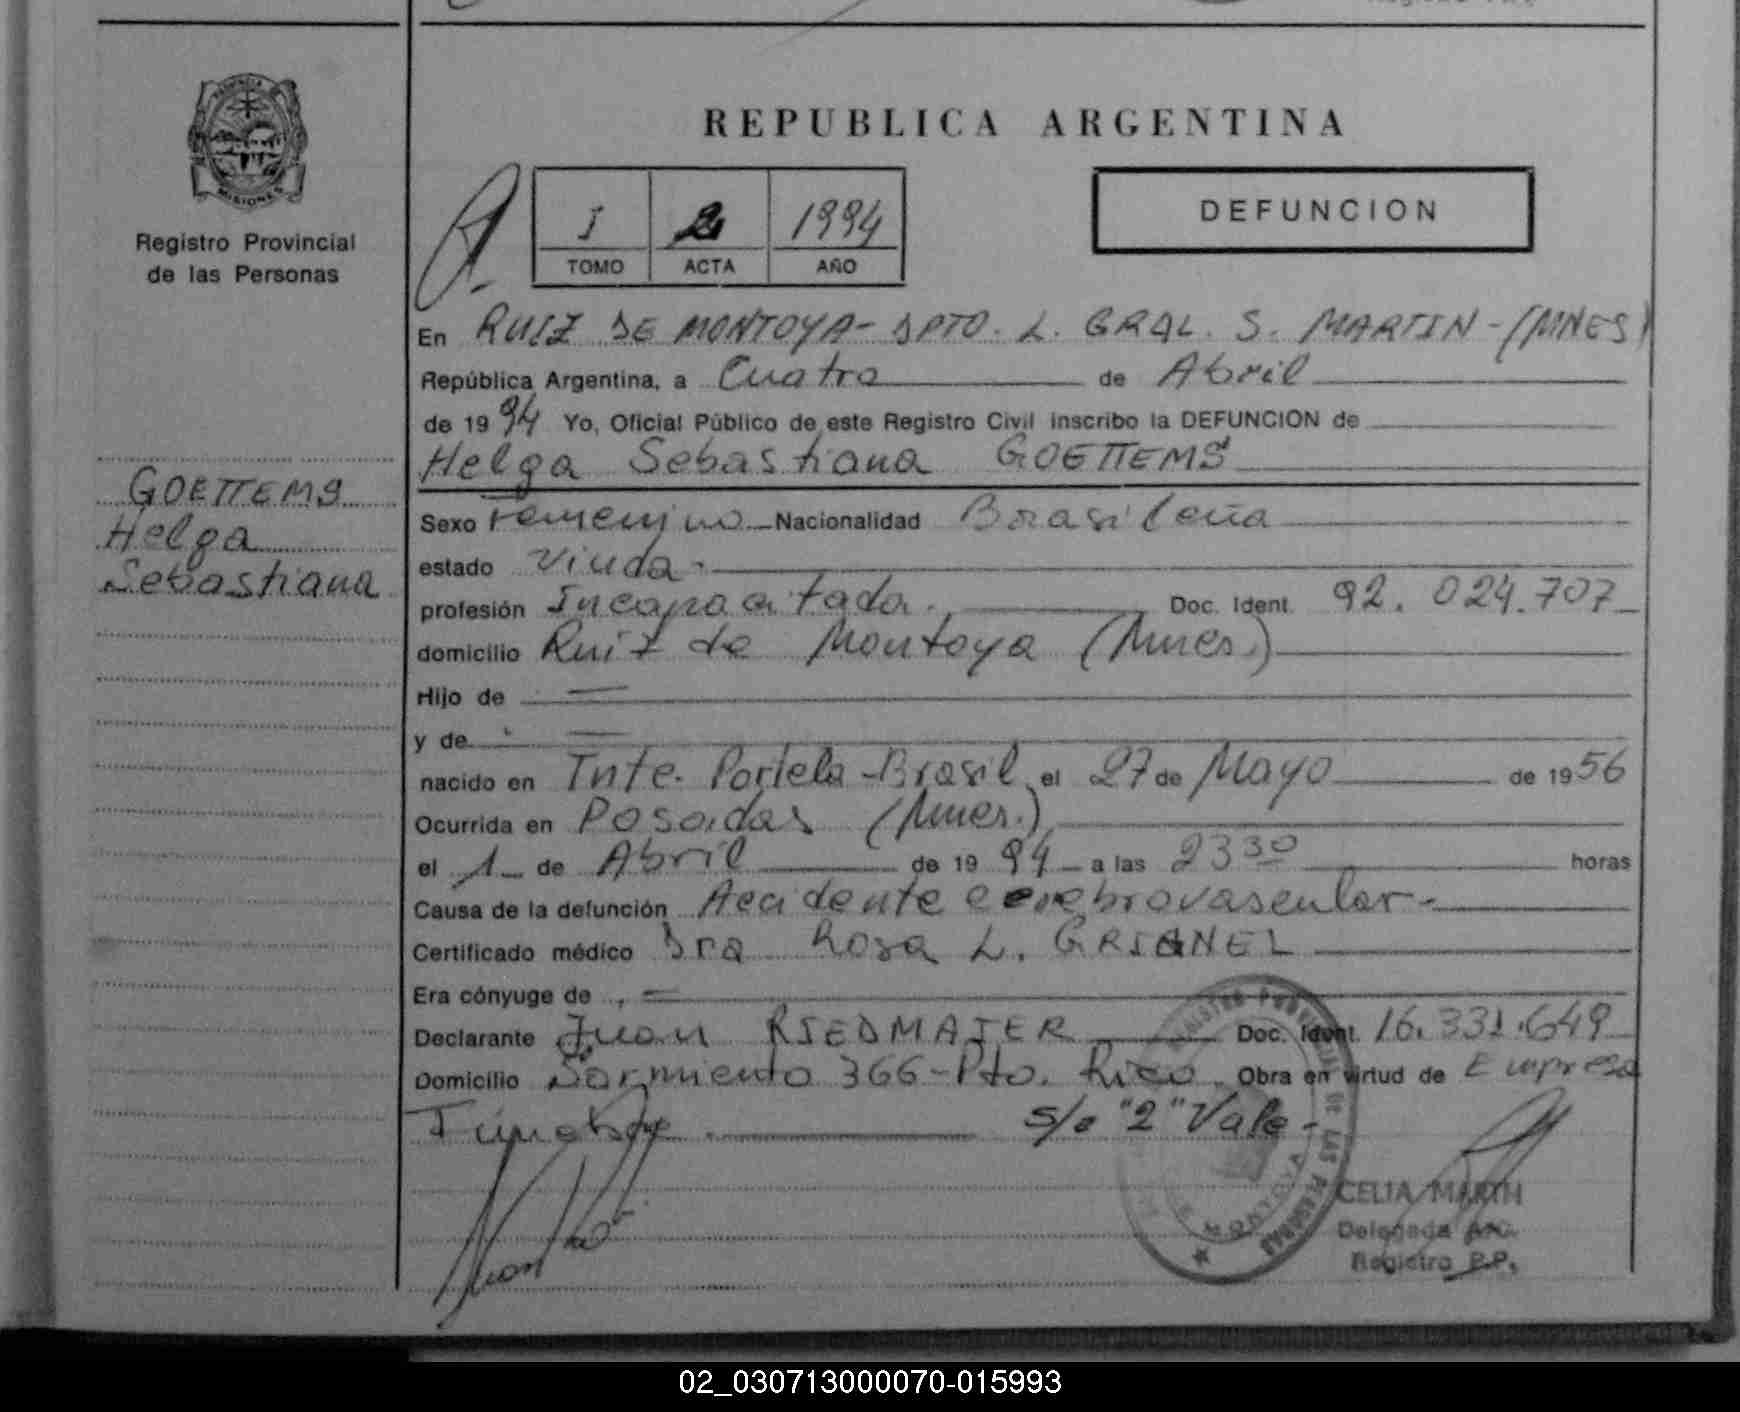 REPUBLICA ARGENTINA
MISIONES
Registro Provincial
de las Personas
I 2 1994
TOMO ACTA AÑO
DEFUNCION
En RUIZ DE MONTOYA - DPTO. L. GRAL. S. MARTIN - (MNES)
República Argentina, a Cuatro de Abril
de 1994 Yo, Oficial Público de este Registro Civil inscribo la DEFUNCION de
Helga Sebastiana GOETTEMS
GOETTEMS
Helga
Sebastiana
Sexo Femenino Nacionalidad Brasileña
estado Viuda.
profesión Incapacitada. Doc. Ident. 92.024.707
domicilio Ruiz de Montoya (Mnes.)
Hijo de
y de
nacido en Tnte. Portela - Brasil el 27 de Mayo de 1956
Ocurrida en Posadas (Mnes.)
el 1 de Abril de 1994 a las 23 30 horas
Causa de la defunción Accidente cerebrovascular -
Certificado médico Dra Rosa L.
Era cónyuge de
Declarante Juan RIEDMAIER Doc. Ident. 16.331.649
Domicilio Sarmiento 366 - Pto. Rico. Obra en virtud de Empresa
Fúnebre. s/e "2" Vale -
CELIA MARTH
Delegada
Registro P.P.
02_030713000070-015993